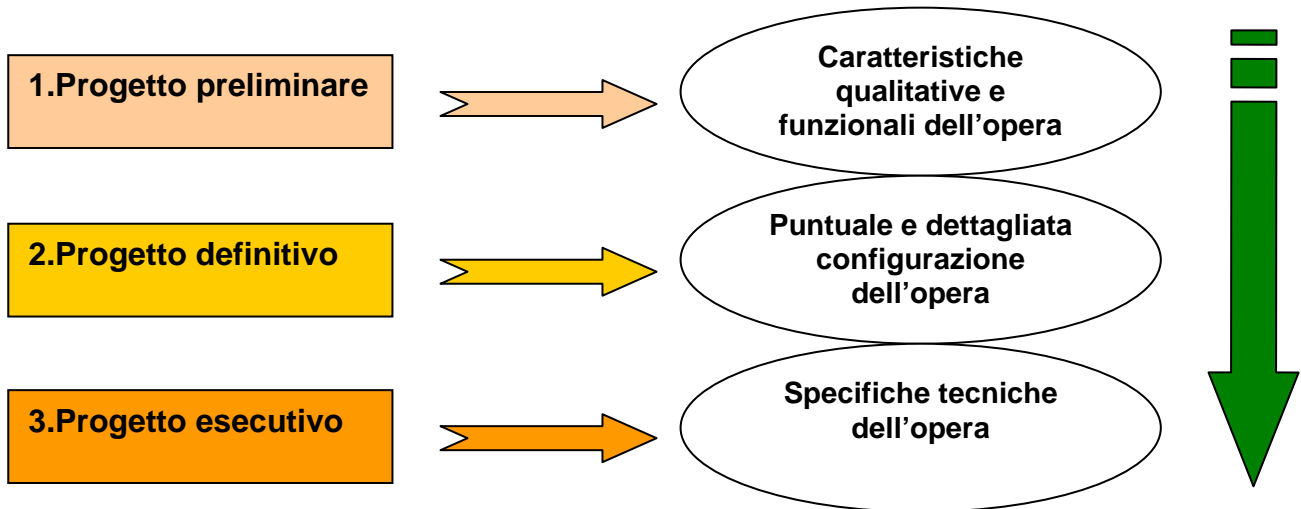 1.Progetto preliminare
Caratteristiche
qualitative e
funzionali dell’opera
2.Progetto definitivo
Puntuale e dettagliata
configurazione
dell’opera
3.Progetto esecutivo
Specifiche tecniche
dell’opera